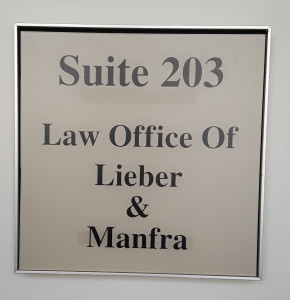 Suite 203
Law Office Of
Lieber
&
Manfra